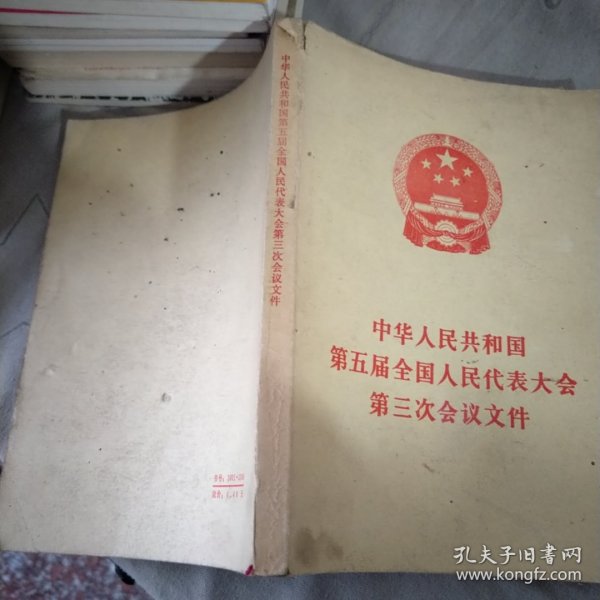 中华人民共和国第五届全国人民代表大会第三次会议文件
中华人民共和国
第五届全国人民代表大会
第三次会议文件
孔夫子旧书网
www.kongfz.com